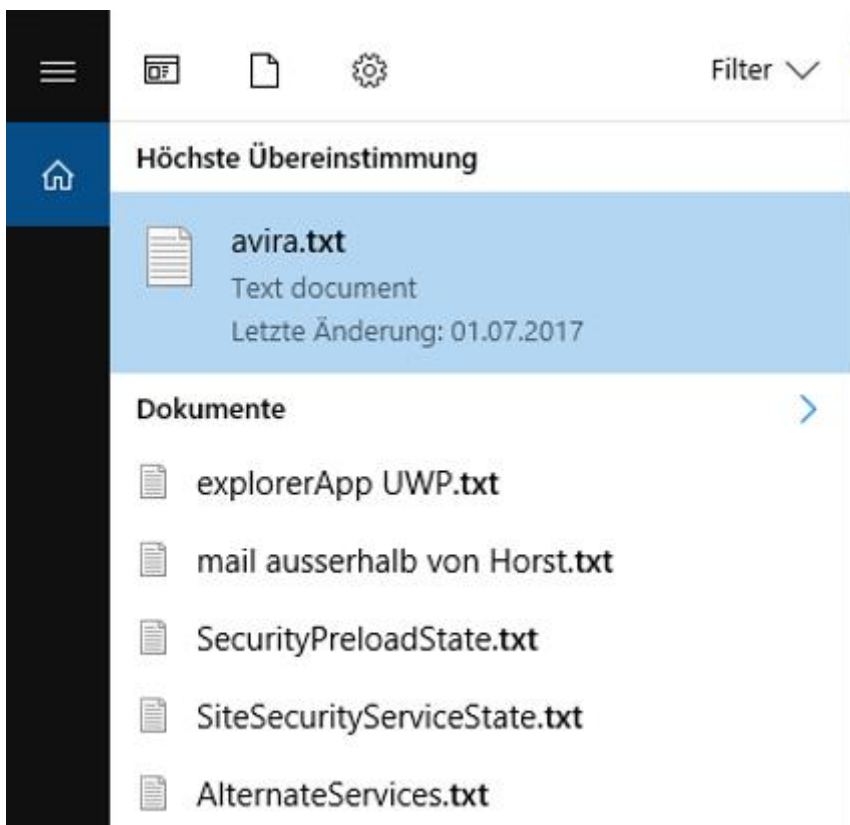 Filter
Höchste Übereinstimmung
avira.txt
Text document
Letzte Änderung: 01.07.2017
Dokumente
explorerApp UWP.txt
mail ausserhalb von Horst.txt
SecurityPreloadState.txt
SiteSecurityServiceState.txt
AlternateServices.txt